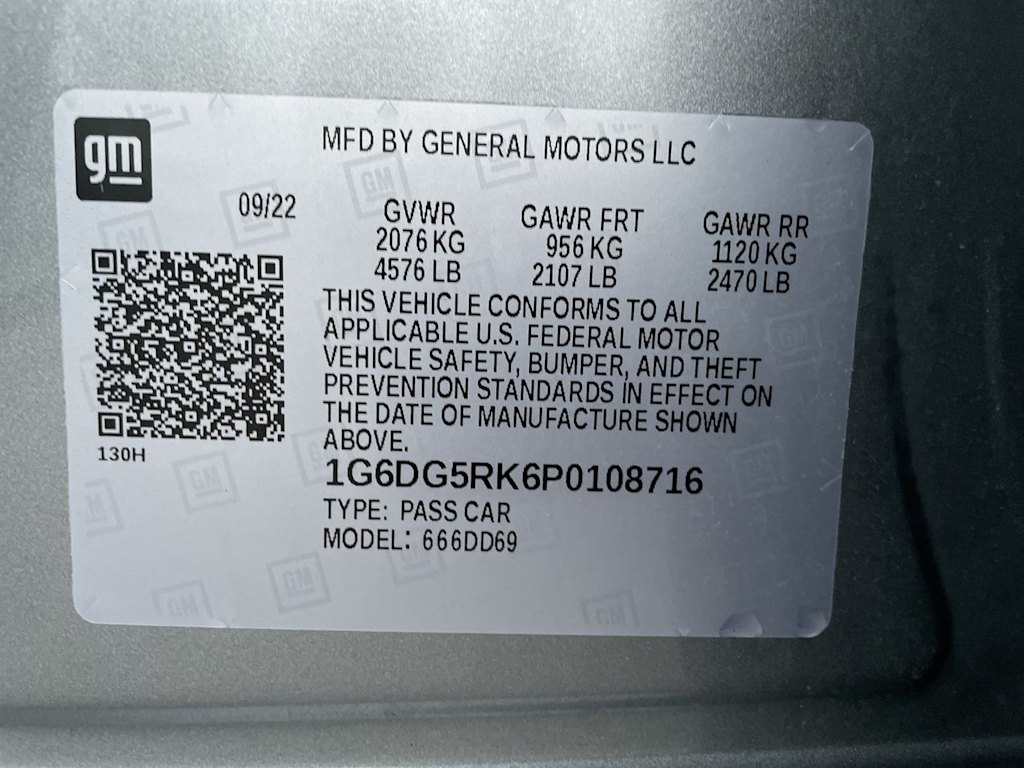 gm
MFD BY GENERAL MOTORS LLC
09/22
GVWR GAWR FRT GAWR RR
2076 KG 956 KG 1120 KG
4576 LB 2107 LB 2470 LB
THIS VEHICLE CONFORMS TO ALL
APPLICABLE U.S. FEDERAL MOTOR
VEHICLE SAFETY, BUMPER, AND THEFT
PREVENTION STANDARDS IN EFFECT ON
THE DATE OF MANUFACTURE SHOWN
ABOVE.
130H
1G6DG5RK6P0108716
TYPE: PASS CAR
MODEL: 666DD69